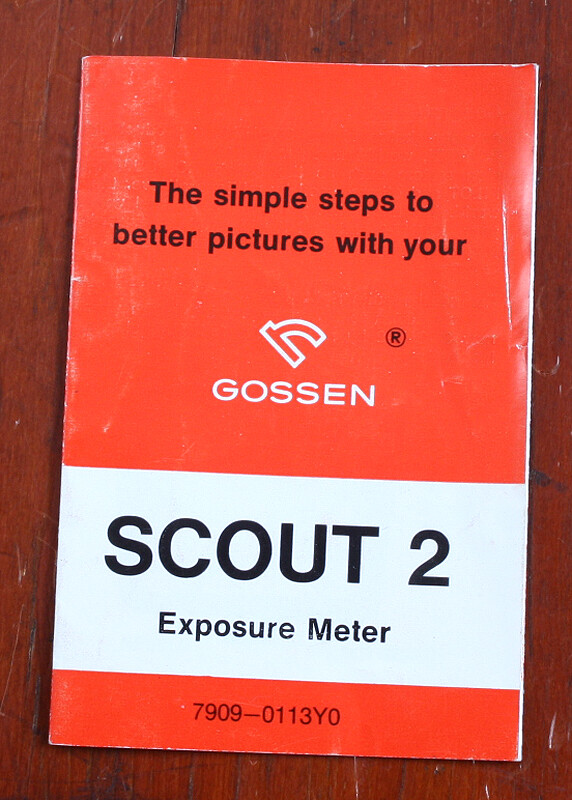 The simple steps to
better pictures with your
®
GOSSEN
SCOUT 2
Exposure Meter
7909—0113Y0